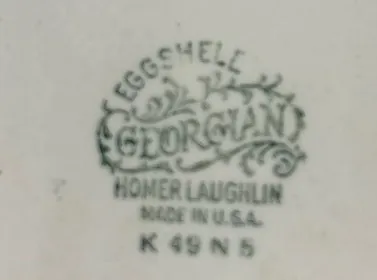 EGGSHELL
GEORGIAN
HOMER LAUGHLIN
MADE IN U.S.A.
K 49 N 5